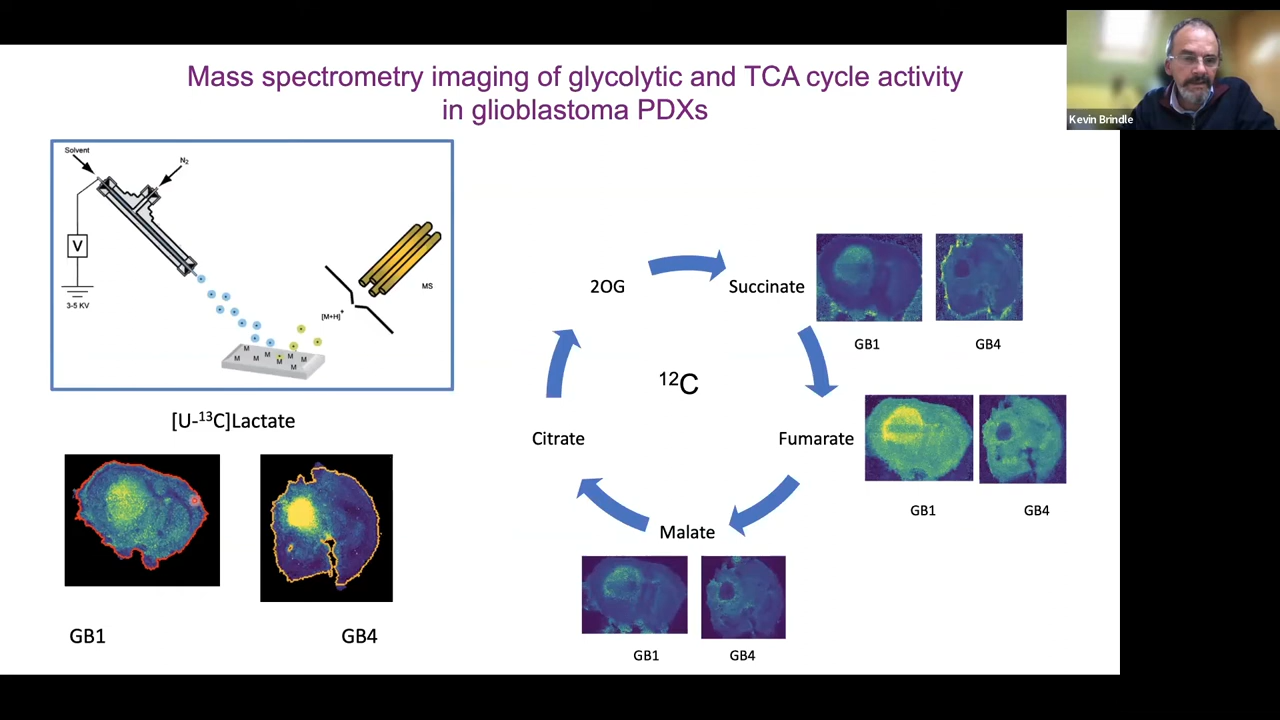 Mass spectrometry imaging of glycolytic and TCA cycle activity
in glioblastoma PDXs
Kevin Brindle
Solvent
N₂
V
3-5 KV
MS
[M+H]⁺
M M M M M M M M
[U-¹³C]Lactate
GB1
GB4
2OG
Succinate
GB1
GB4
¹²C
Citrate
Fumarate
GB1
GB4
Malate
GB1
GB4